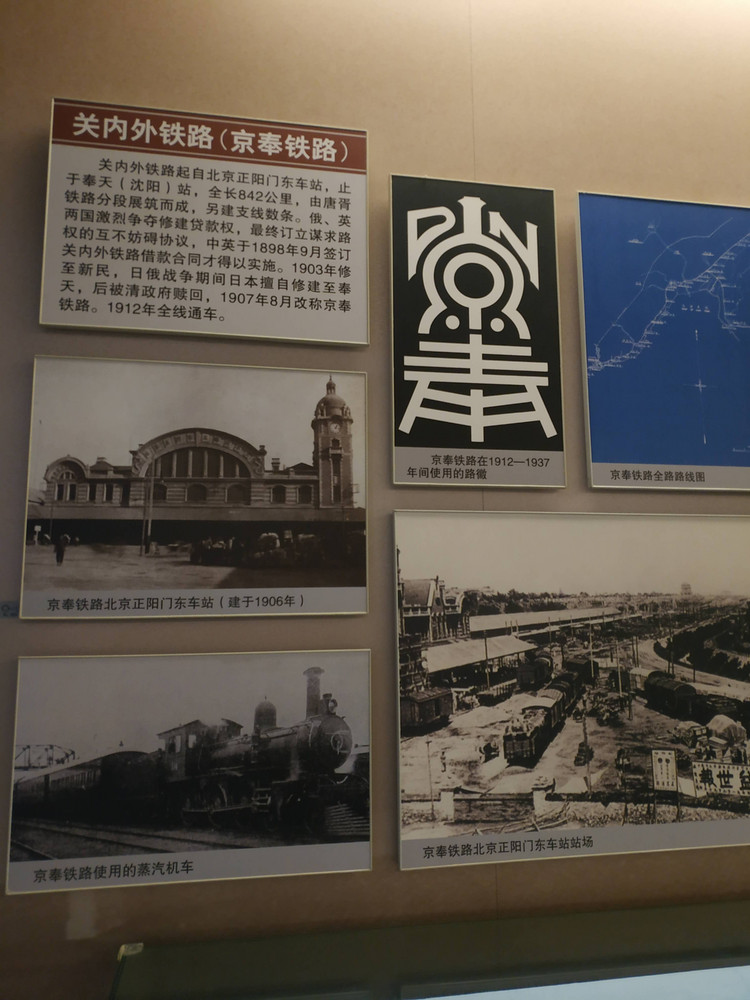 关内外铁路（京奉铁路）
关内外铁路起自北京正阳门东车站，止
于奉天（沈阳）站，全长842公里，由唐胥
铁路分段展筑而成，另建支线数条。俄、英
两国激烈争夺修建贷款权，最终订立谋求路
权的互不妨碍协议，中英于1898年9月签订
关内外铁路借款合同才得以实施。1903年修
至新民，日俄战争期间日本擅自修建至奉
天，后被清政府赎回，1907年8月改称京奉
铁路。1912年全线通车。
京奉
京奉铁路在1912—1937
年间使用的路徽
京奉铁路全路路线图
京奉铁路北京正阳门东车站（建于1906年）
京奉铁路使用的蒸汽机车
京奉铁路北京正阳门东车站站场